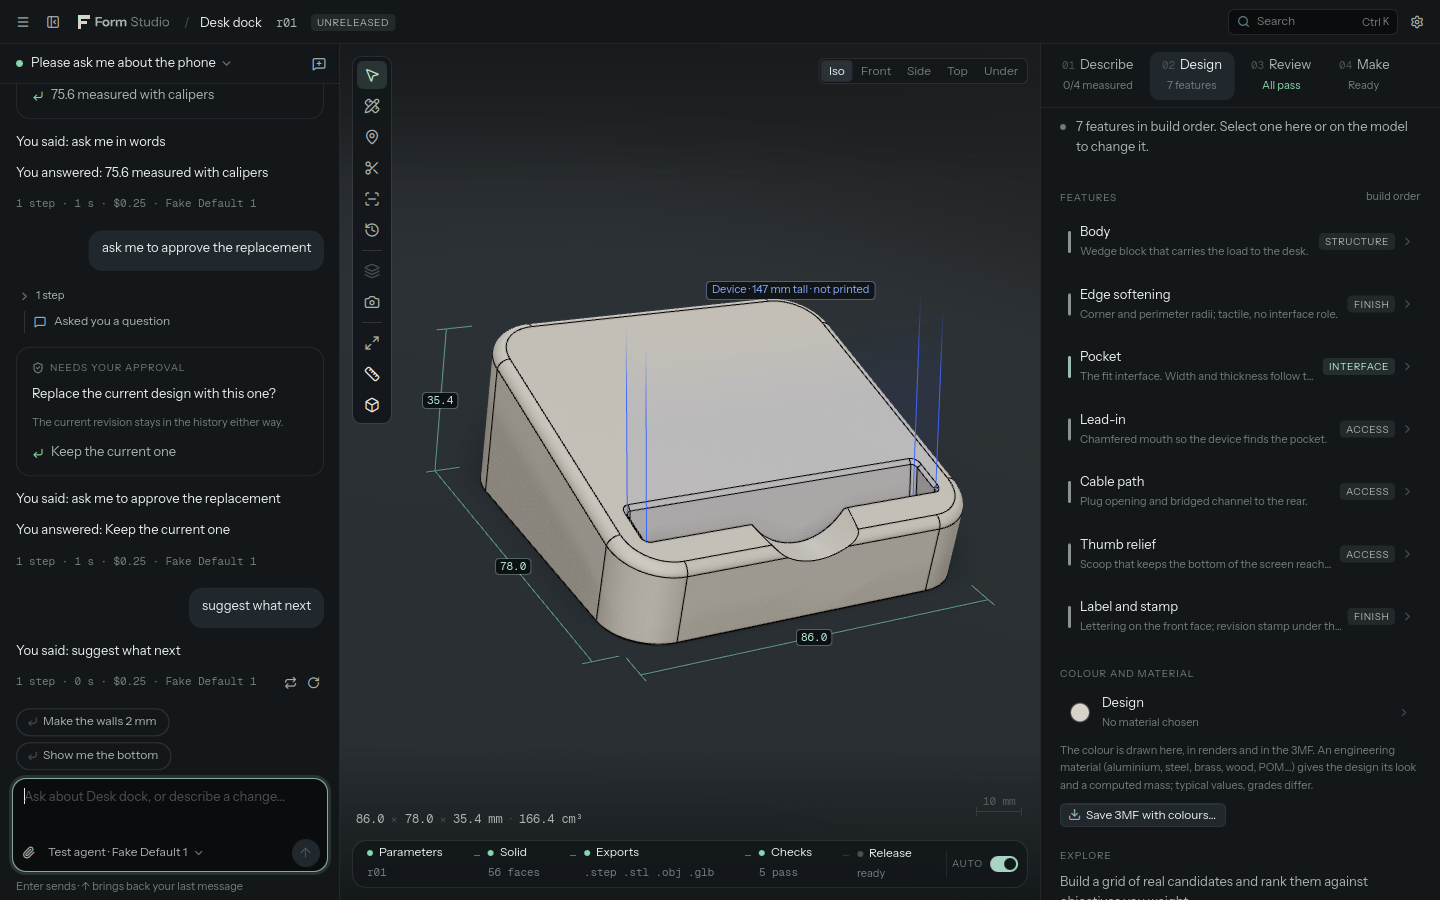 Form Studio / Desk dock r01 UNRELEASED
Search Ctrl K
Please ask me about the phone
75.6 measured with calipers
You said: ask me in words
You answered: 75.6 measured with calipers
1 step · 1 s · $0.25 · Fake Default 1
ask me to approve the replacement
1 step
Asked you a question
NEEDS YOUR APPROVAL
Replace the current design with this one?
The current revision stays in the history either way.
Keep the current one
You said: ask me to approve the replacement
You answered: Keep the current one
1 step · 1 s · $0.25 · Fake Default 1
suggest what next
You said: suggest what next
1 step · 0 s · $0.25 · Fake Default 1
Make the walls 2 mm
Show me the bottom
Ask about Desk dock, or describe a change...
Test agent · Fake Default 1
Enter sends · ↑ brings back your last message
Iso Front Side Top Under
Device · 147 mm tall · not printed
35.4
78.0
86.0
10 mm
86.0 × 78.0 × 35.4 mm · 166.4 cm³
Parameters
r01
Solid
56 faces
Exports
.step .stl .obj .glb
Checks
5 pass
Release
ready
AUTO
01 Describe
0/4 measured
02 Design
7 features
03 Review
All pass
04 Make
Ready
7 features in build order. Select one here or on the model
to change it.
FEATURES build order
Body
Wedge block that carries the load to the desk.
STRUCTURE
Edge softening
Corner and perimeter radii; tactile, no interface role.
FINISH
Pocket
The fit interface. Width and thickness follow t...
INTERFACE
Lead-in
Chamfered mouth so the device finds the pocket.
ACCESS
Cable path
Plug opening and bridged channel to the rear.
ACCESS
Thumb relief
Scoop that keeps the bottom of the screen reach...
ACCESS
Label and stamp
Lettering on the front face; revision stamp under th...
FINISH
COLOUR AND MATERIAL
Design
No material chosen
The colour is drawn here, in renders and in the 3MF. An engineering
material (aluminium, steel, brass, wood, POM...) gives the design its look
and a computed mass; typical values, grades differ.
Save 3MF with colours...
EXPLORE
Build a grid of real candidates and rank them against
objectives you weight.